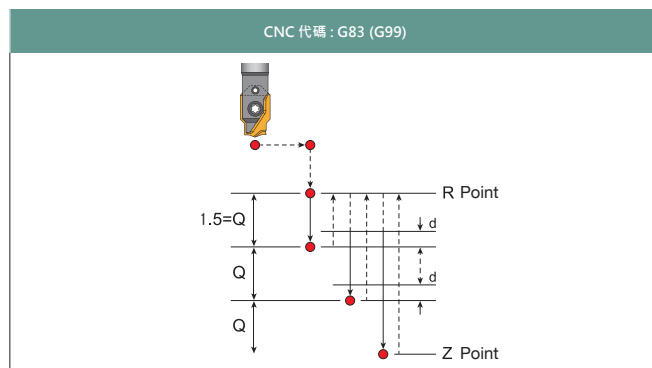 CNC 代碼 : G83 (G99)
R Point
1.5=Q
d
Q
d
Q
Z Point